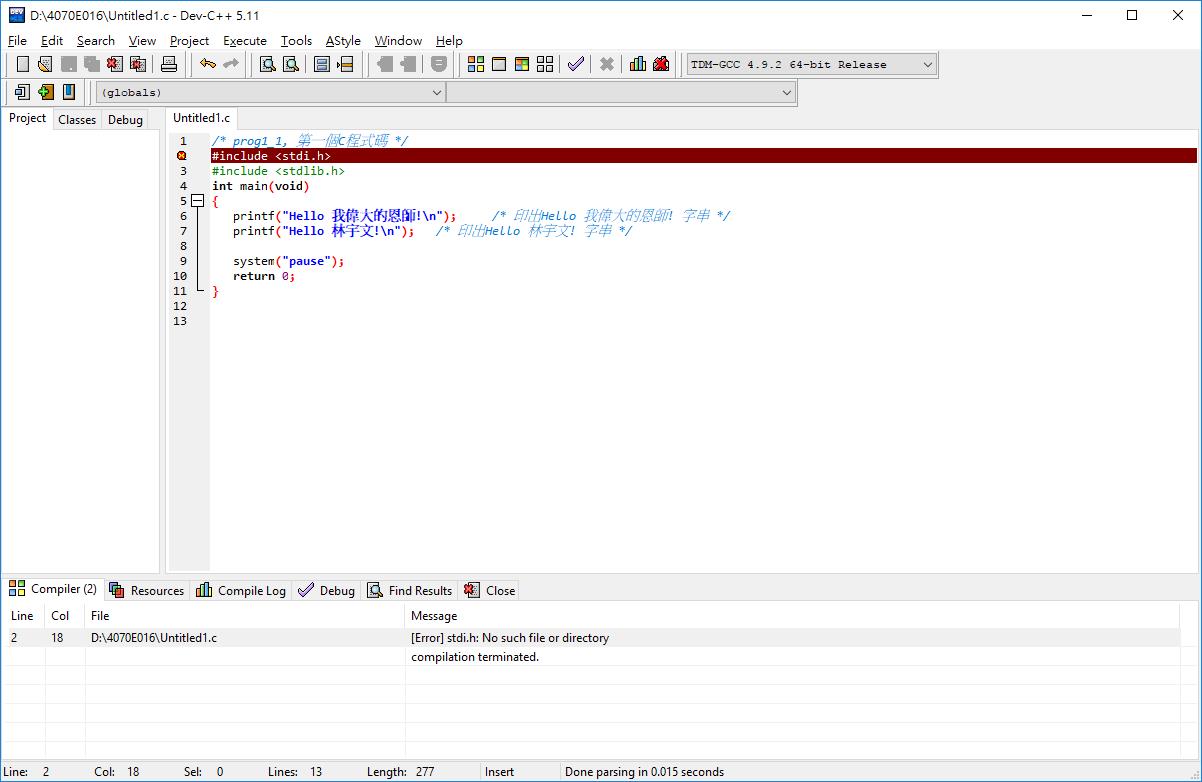 D:\4070E016\Untitled1.c - Dev-C++ 5.11
File Edit Search View Project Execute Tools AStyle Window Help
TDM-GCC 4.9.2 64-bit Release
(globals)
Project Classes Debug Untitled1.c
1 /* prog1_1, 第一個C程式碼 */
#include <stdi.h>
3 #include <stdlib.h>
4 int main(void)
5 {
6 printf("Hello 我偉大的恩師!\n"); /* 印出Hello 我偉大的恩師! 字串 */
7 printf("Hello 林宇文!\n"); /* 印出Hello 林宇文! 字串 */
8
9 system("pause");
10 return 0;
11 }
12
13
Compiler (2) Resources Compile Log Debug Find Results Close
Line Col File Message
2 18 D:\4070E016\Untitled1.c [Error] stdi.h: No such file or directory
compilation terminated.
Line: 2 Col: 18 Sel: 0 Lines: 13 Length: 277 Insert Done parsing in 0.015 seconds